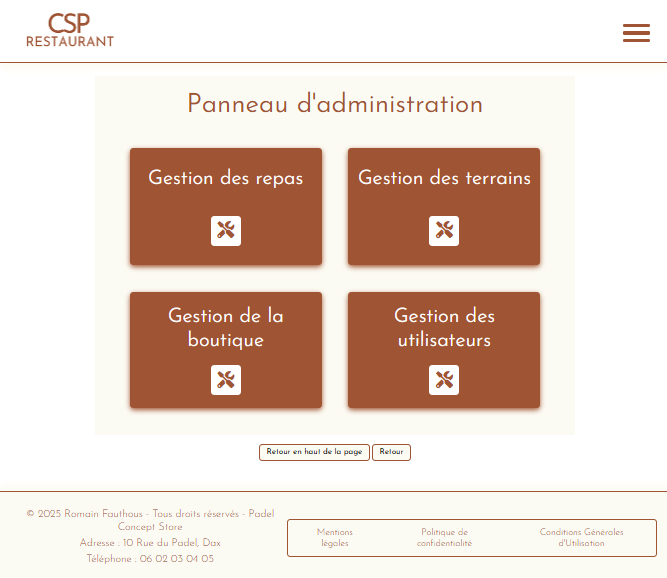 CSP
RESTAURANT
Panneau d'administration
Gestion des repas
Gestion des terrains
Gestion de la
boutique
Gestion des
utilisateurs
Retour en haut de la page
Retour
© 2025 Romain Fauthous - Tous droits réservés - Padel
Concept Store
Adresse : 10 Rue du Padel, Dax
Téléphone : 06 02 03 04 05
Mentions
légales
Politique de
confidentialité
Conditions Générales
d'Utilisation